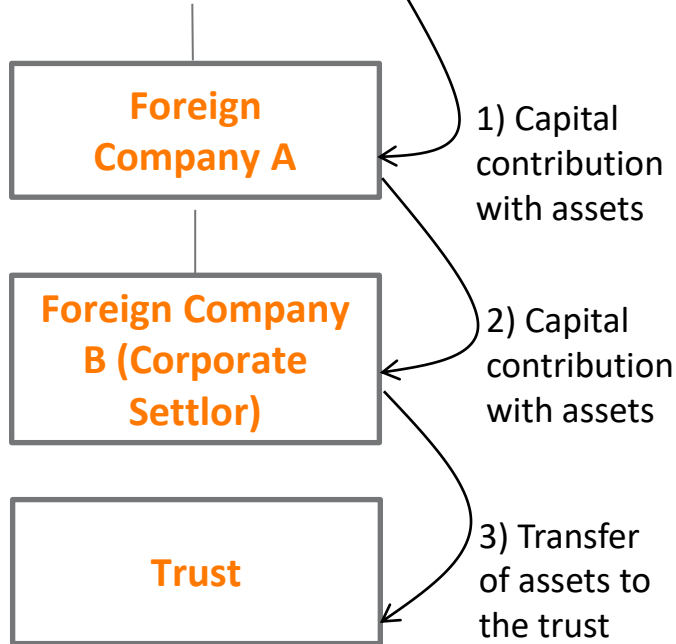 Foreign
Company A
1) Capital
contribution
with assets
Foreign Company
B (Corporate
Settlor)
2) Capital
contribution
with assets
Trust
3) Transfer
of assets to
the trust